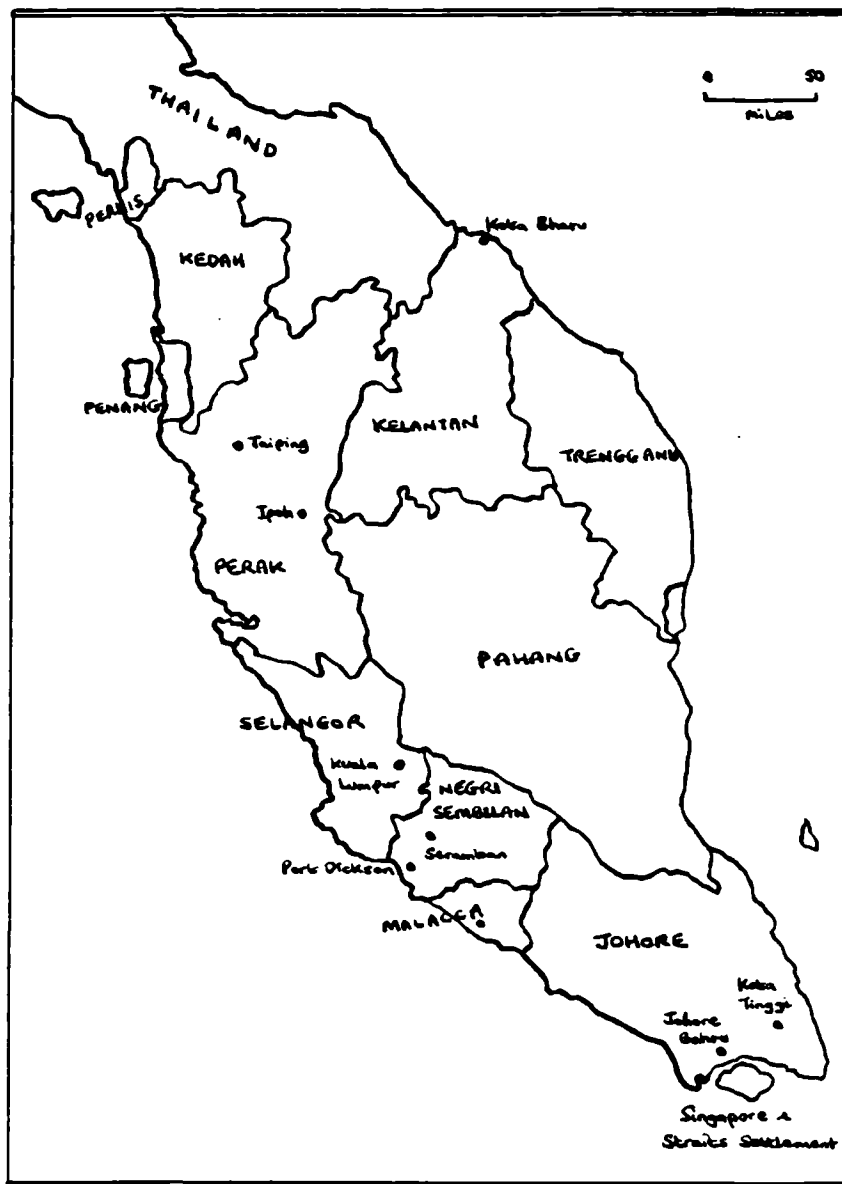 0 50
MILES
THAILAND
PERLIS
Kota Bharu
KEDAH
PENANG
KELANTAN
Taiping
TRENGGANU
Ipoh
PERAK
PAHANG
SELANGOR
Kuala
Lumpur
NEGRI
SEMBILAN
Seramban
Port Dickson
MALACCA
JOHORE
Kota
Tinggi
Johore
Bahru
Singapore &
Straits Settlement